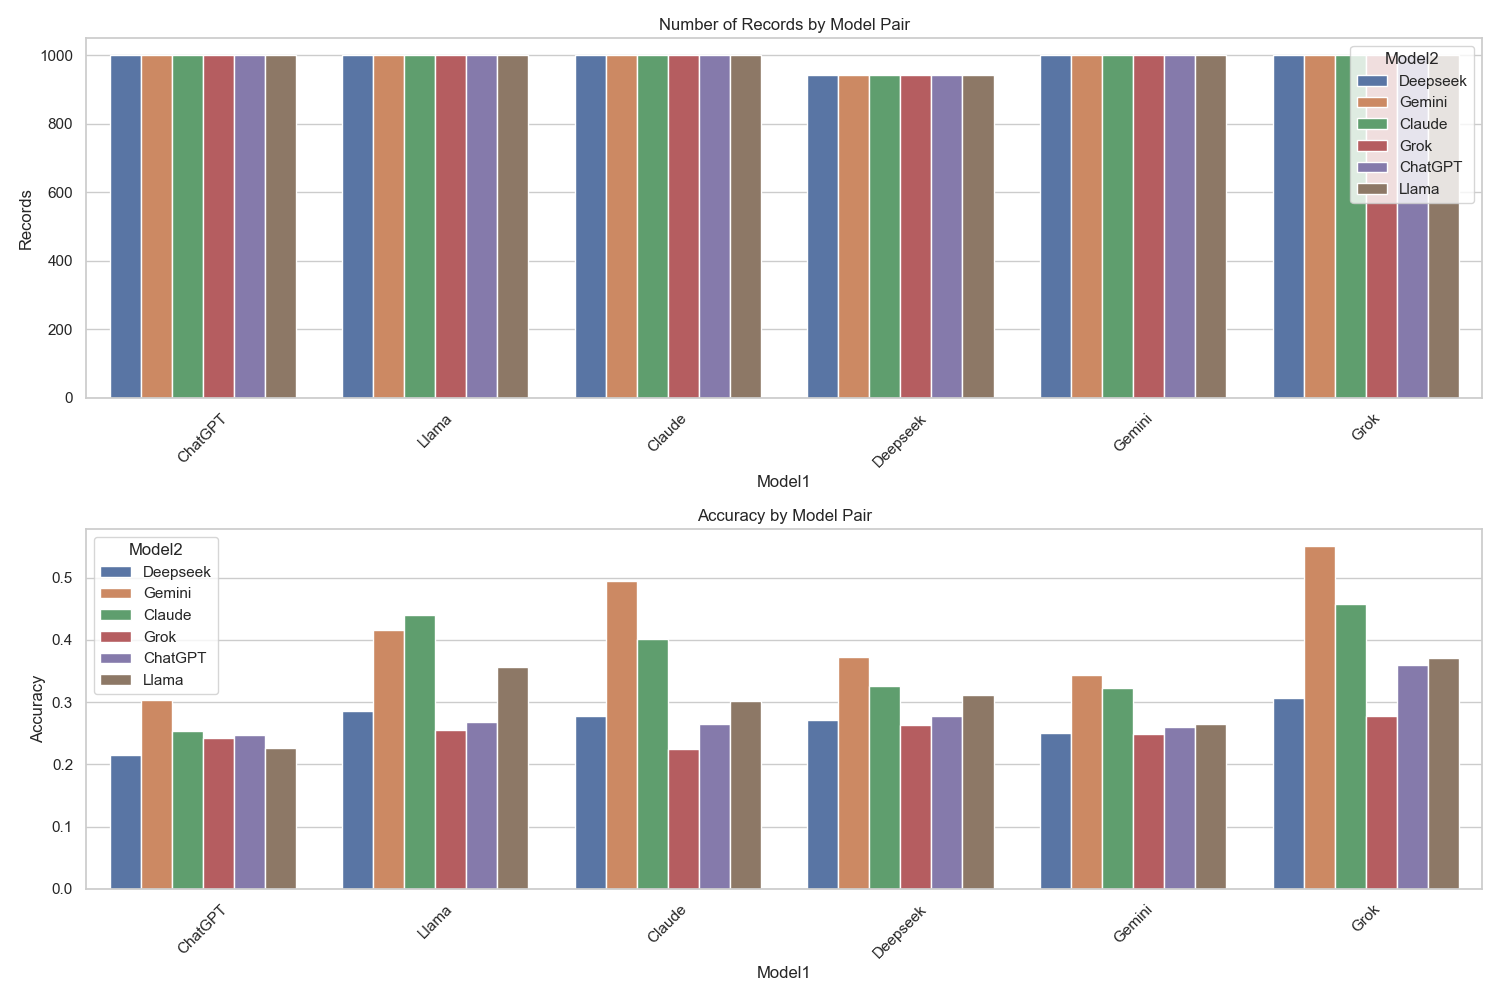 Number of Records by Model Pair
Records
1000
800
600
400
200
0
Model2
Deepseek
Gemini
Claude
Grok
ChatGPT
Llama
ChatGPT
Llama
Claude
Deepseek
Gemini
Grok
Model1
Accuracy by Model Pair
Accuracy
0.5
0.4
0.3
0.2
0.1
0.0
Model2
Deepseek
Gemini
Claude
Grok
ChatGPT
Llama
ChatGPT
Llama
Claude
Deepseek
Gemini
Grok
Model1